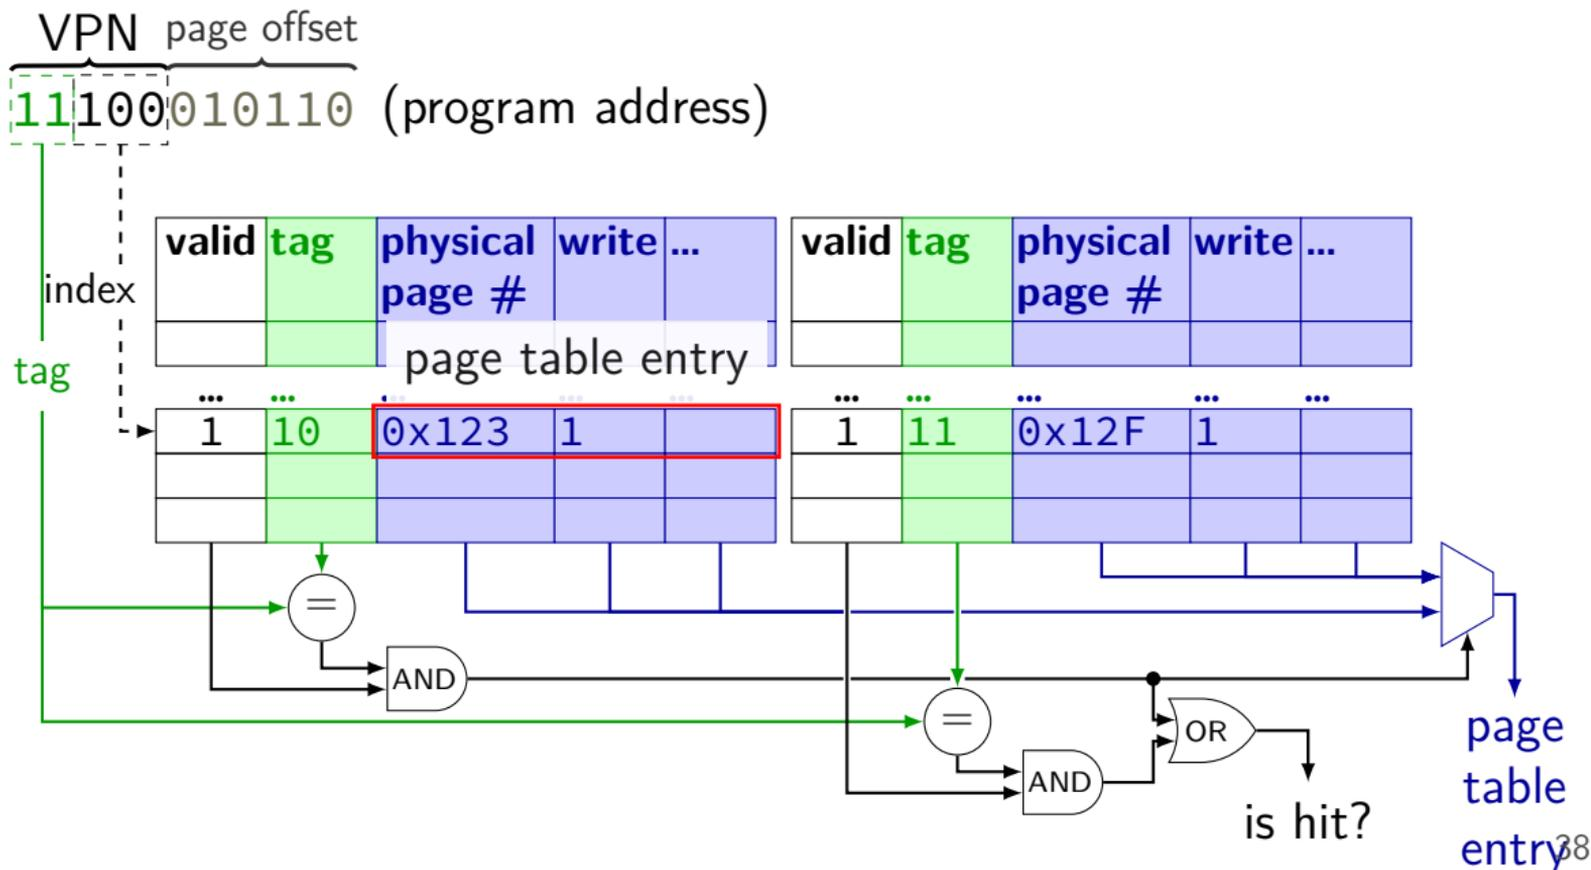 VPN page offset
11100010110 (program address)
index
tag
valid tag physical page # write ... valid tag physical page # write ...
page table entry
... ... ... ... ... ... ... ... ... ...
1 10 0x123 1 1 11 0x12F 1
=
AND
=
AND
OR
is hit?
page
table
entry
38